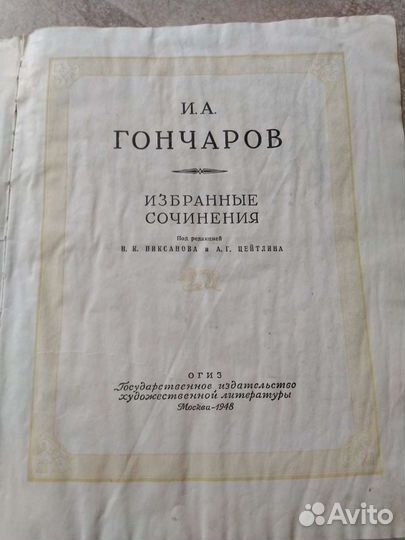 И. А.
ГОНЧАРОВ
ИЗБРАННЫЕ
СОЧИНЕНИЯ
Под редакцией
Н. К. ПИКСАНОВА и А. Г. ЦЕЙТЛИНА
ОГИЗ
Государственное издательство
художественной литературы
Москва—1948
Avito